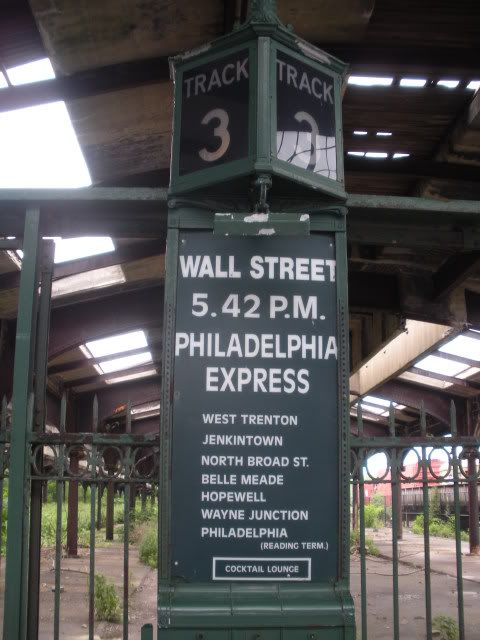 TRACK
3
TRACK
2
WALL STREET
5.42 P.M.
PHILADELPHIA
EXPRESS
WEST TRENTON
JENKINTOWN
NORTH BROAD ST.
BELLE MEADE
HOPEWELL
WAYNE JUNCTION
PHILADELPHIA
(READING TERM.)
COCKTAIL LOUNGE